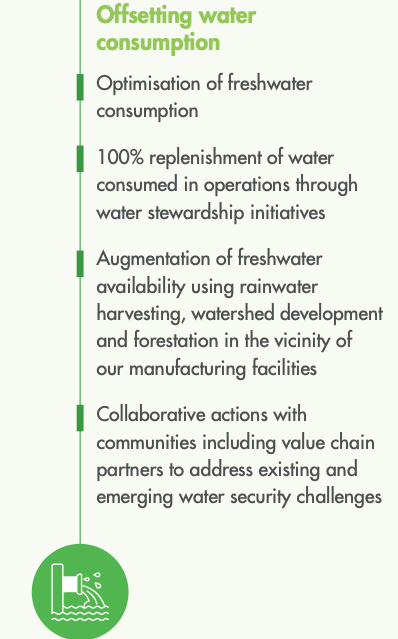 Offsetting water
consumption
Optimisation of freshwater
consumption
100% replenishment of water
consumed in operations through
water stewardship initiatives
Augmentation of freshwater
availability using rainwater
harvesting, watershed development
and forestation in the vicinity of
our manufacturing facilities
Collaborative actions with
communities including value chain
partners to address existing and
emerging water security challenges